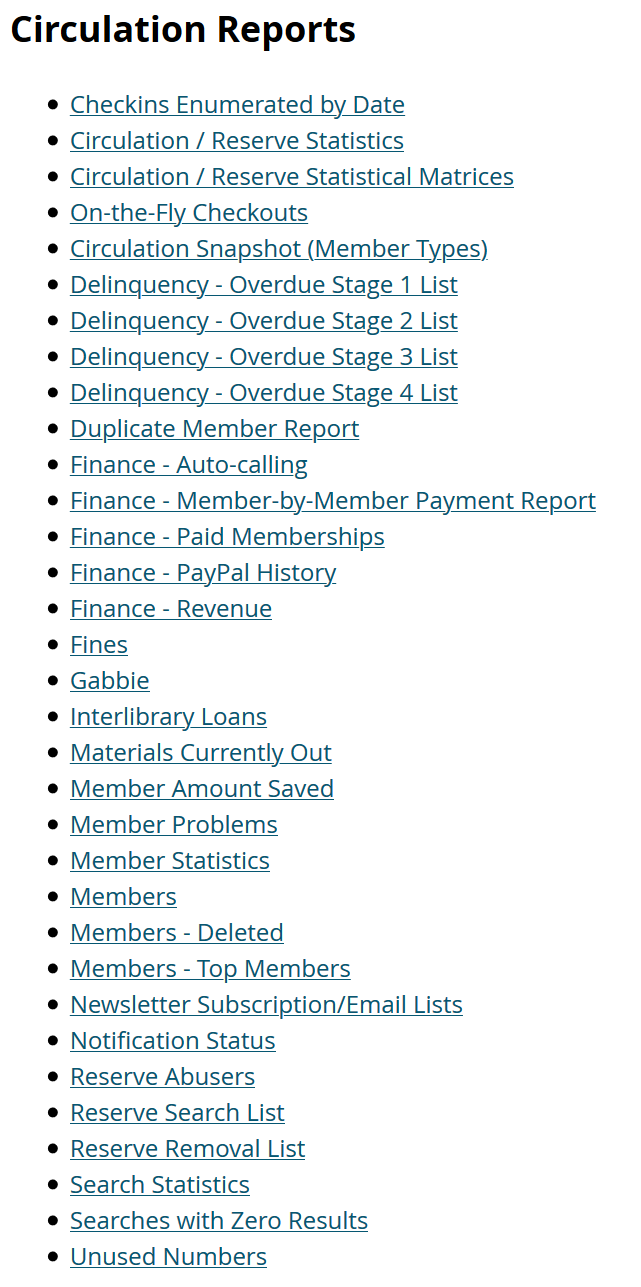 Circulation Reports
Checkins Enumerated by Date
Circulation / Reserve Statistics
Circulation / Reserve Statistical Matrices
On-the-Fly Checkouts
Circulation Snapshot (Member Types)
Delinquency - Overdue Stage 1 List
Delinquency - Overdue Stage 2 List
Delinquency - Overdue Stage 3 List
Delinquency - Overdue Stage 4 List
Duplicate Member Report
Finance - Auto-calling
Finance - Member-by-Member Payment Report
Finance - Paid Memberships
Finance - PayPal History
Finance - Revenue
Fines
Gabbie
Interlibrary Loans
Materials Currently Out
Member Amount Saved
Member Problems
Member Statistics
Members
Members - Deleted
Members - Top Members
Newsletter Subscription/Email Lists
Notification Status
Reserve Abusers
Reserve Search List
Reserve Removal List
Search Statistics
Searches with Zero Results
Unused Numbers